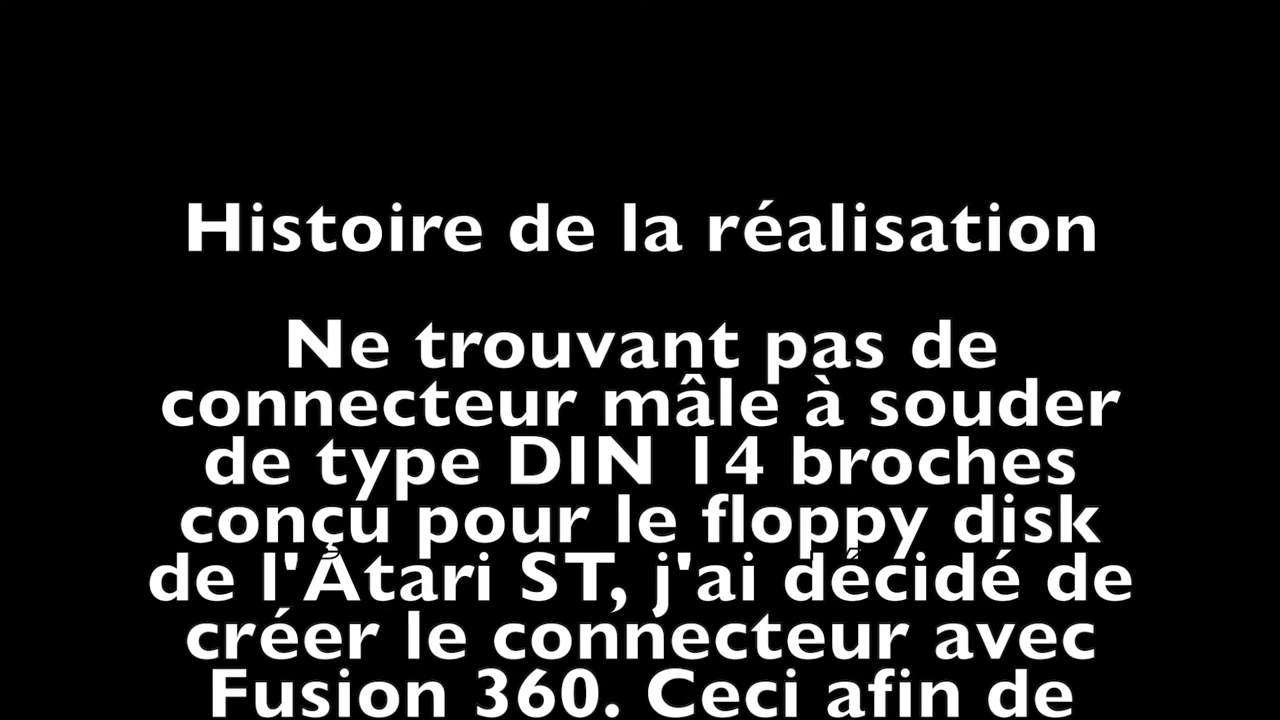 Histoire de la réalisation
Ne trouvant pas de
connecteur mâle à souder
de type DIN 14 broches
conçu pour le floppy disk
de l'Atari ST, j'ai décidé de
créer le connecteur avec
Fusion 360. Ceci afin de